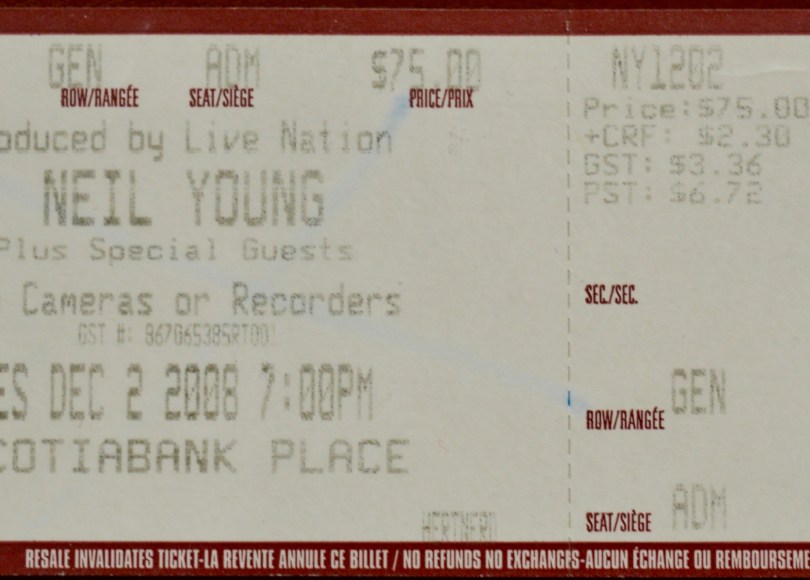 GEN ADM $75.00
ROW/RANGÉE SEAT/SIÈGE PRICE/PRIX
oduced by Live Nation
NEIL YOUNG
Plus Special Guests
Cameras or Recorders
GST #: 867065385RT001
ES DEC 2 2008 7:00PM
COTIABANK PLACE
NY1202
Price:$75.00
+CRF: $2.30
GST: $3.36
PST: $6.72
SEC./SEC.
GEN
ROW/RANGÉE
ADM
SEAT/SIÈGE
RESALE INVALIDATES TICKET-LA REVENTE ANNULE CE BILLET / NO REFUNDS NO EXCHANGES-AUCUN ÉCHANGE OU REMBOURSEME